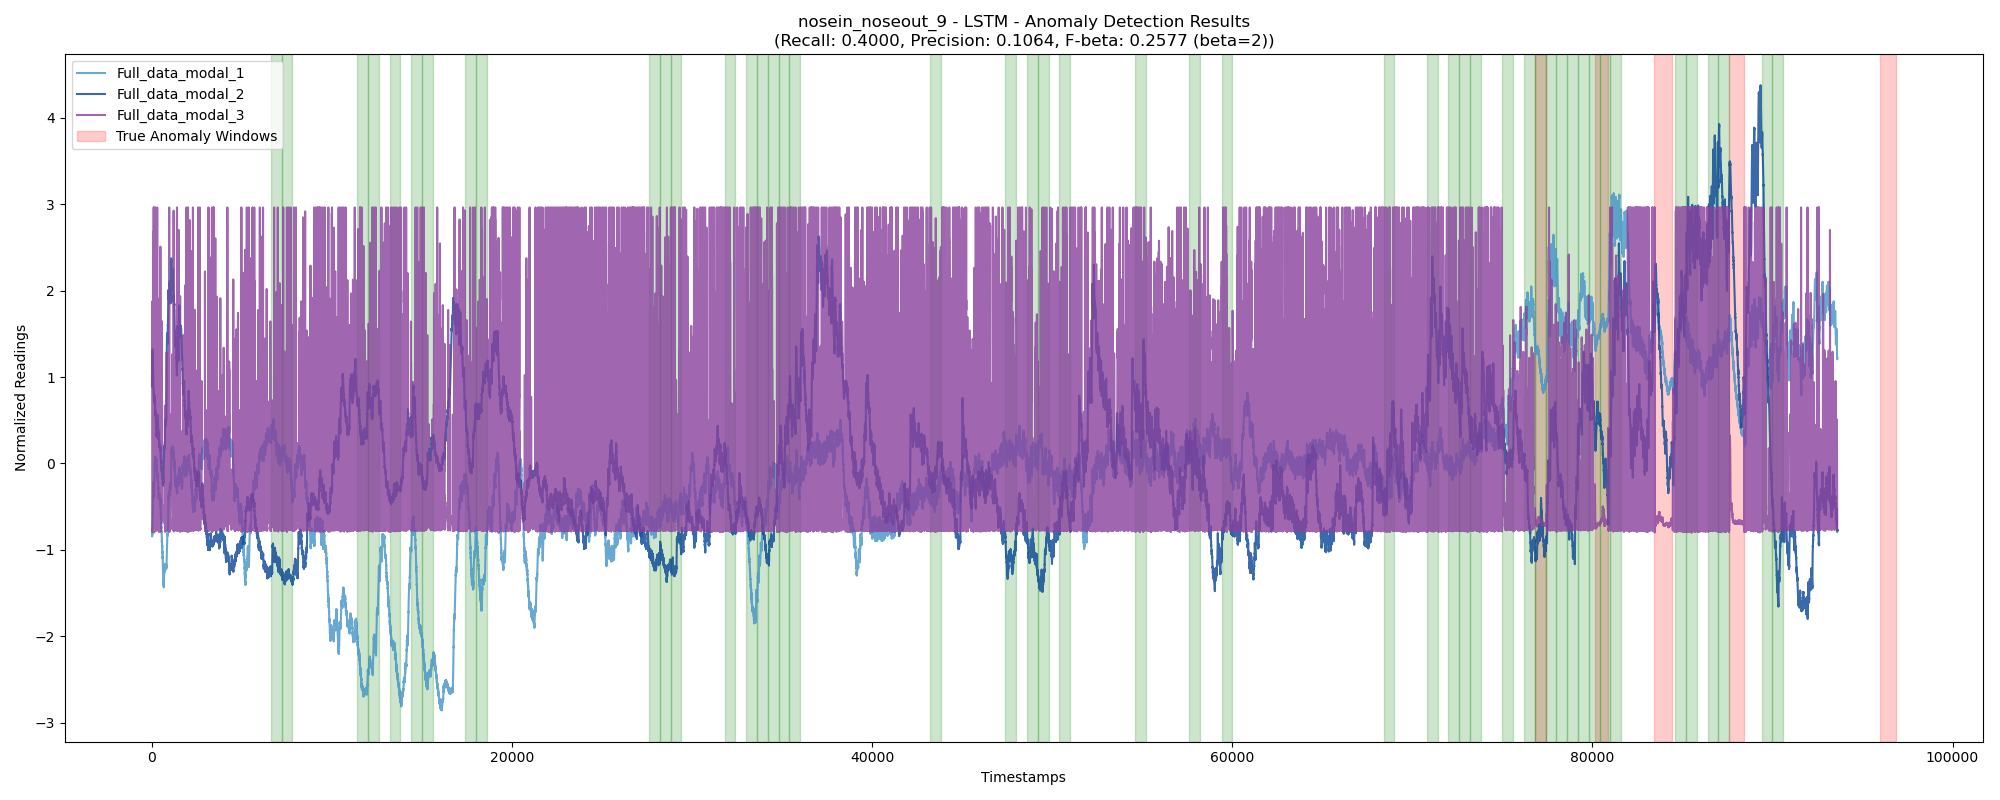 nosein_noseout_9 - LSTM - Anomaly Detection Results
(Recall: 0.4000, Precision: 0.1064, F-beta: 0.2577 (beta=2))
Full_data_modal_1
Full_data_modal_2
Full_data_modal_3
True Anomaly Windows
Normalized Readings
4
3
2
1
0
−1
−2
−3
0
20000
40000
60000
80000
100000
Timestamps